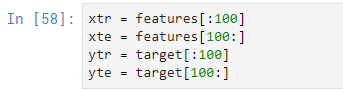 In [58]: xtr = features[:100]
xte = features[100:]
ytr = target[:100]
yte = target[100:]